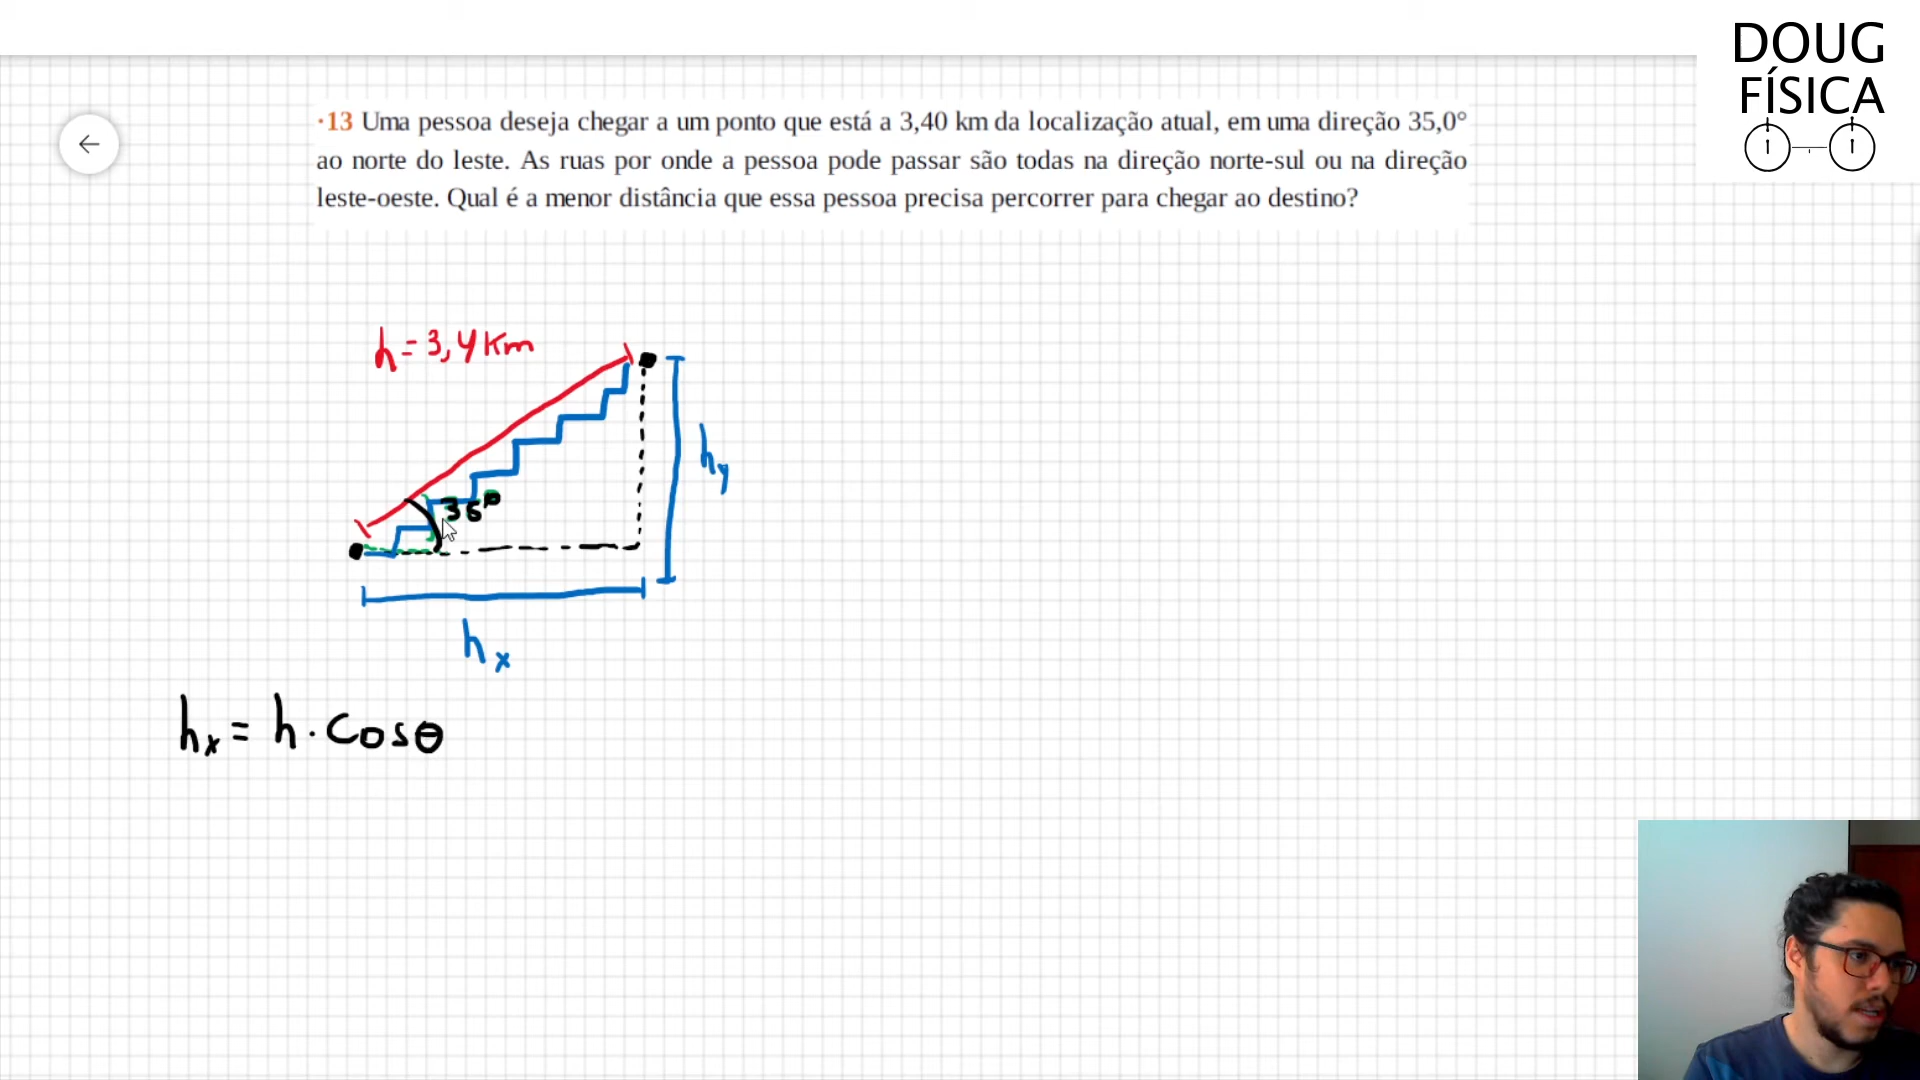 DOUG
FÍSICA
·13 Uma pessoa deseja chegar a um ponto que está a 3,40 km da localização atual, em uma direção 35,0°
ao norte do leste. As ruas por onde a pessoa pode passar são todas na direção norte-sul ou na direção
leste-oeste. Qual é a menor distância que essa pessoa precisa percorrer para chegar ao destino?
h = 3,4 Km
hy
35°
hx
hx = h · cosθ